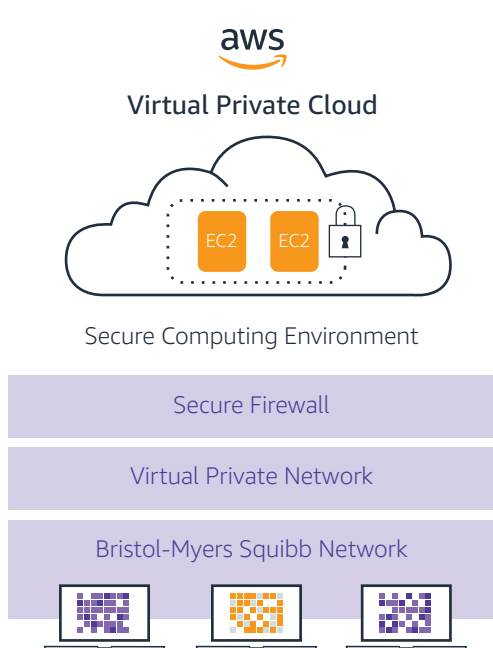 aws
Virtual Private Cloud
EC2 EC2
Secure Computing Environment
Secure Firewall
Virtual Private Network
Bristol-Myers Squibb Network